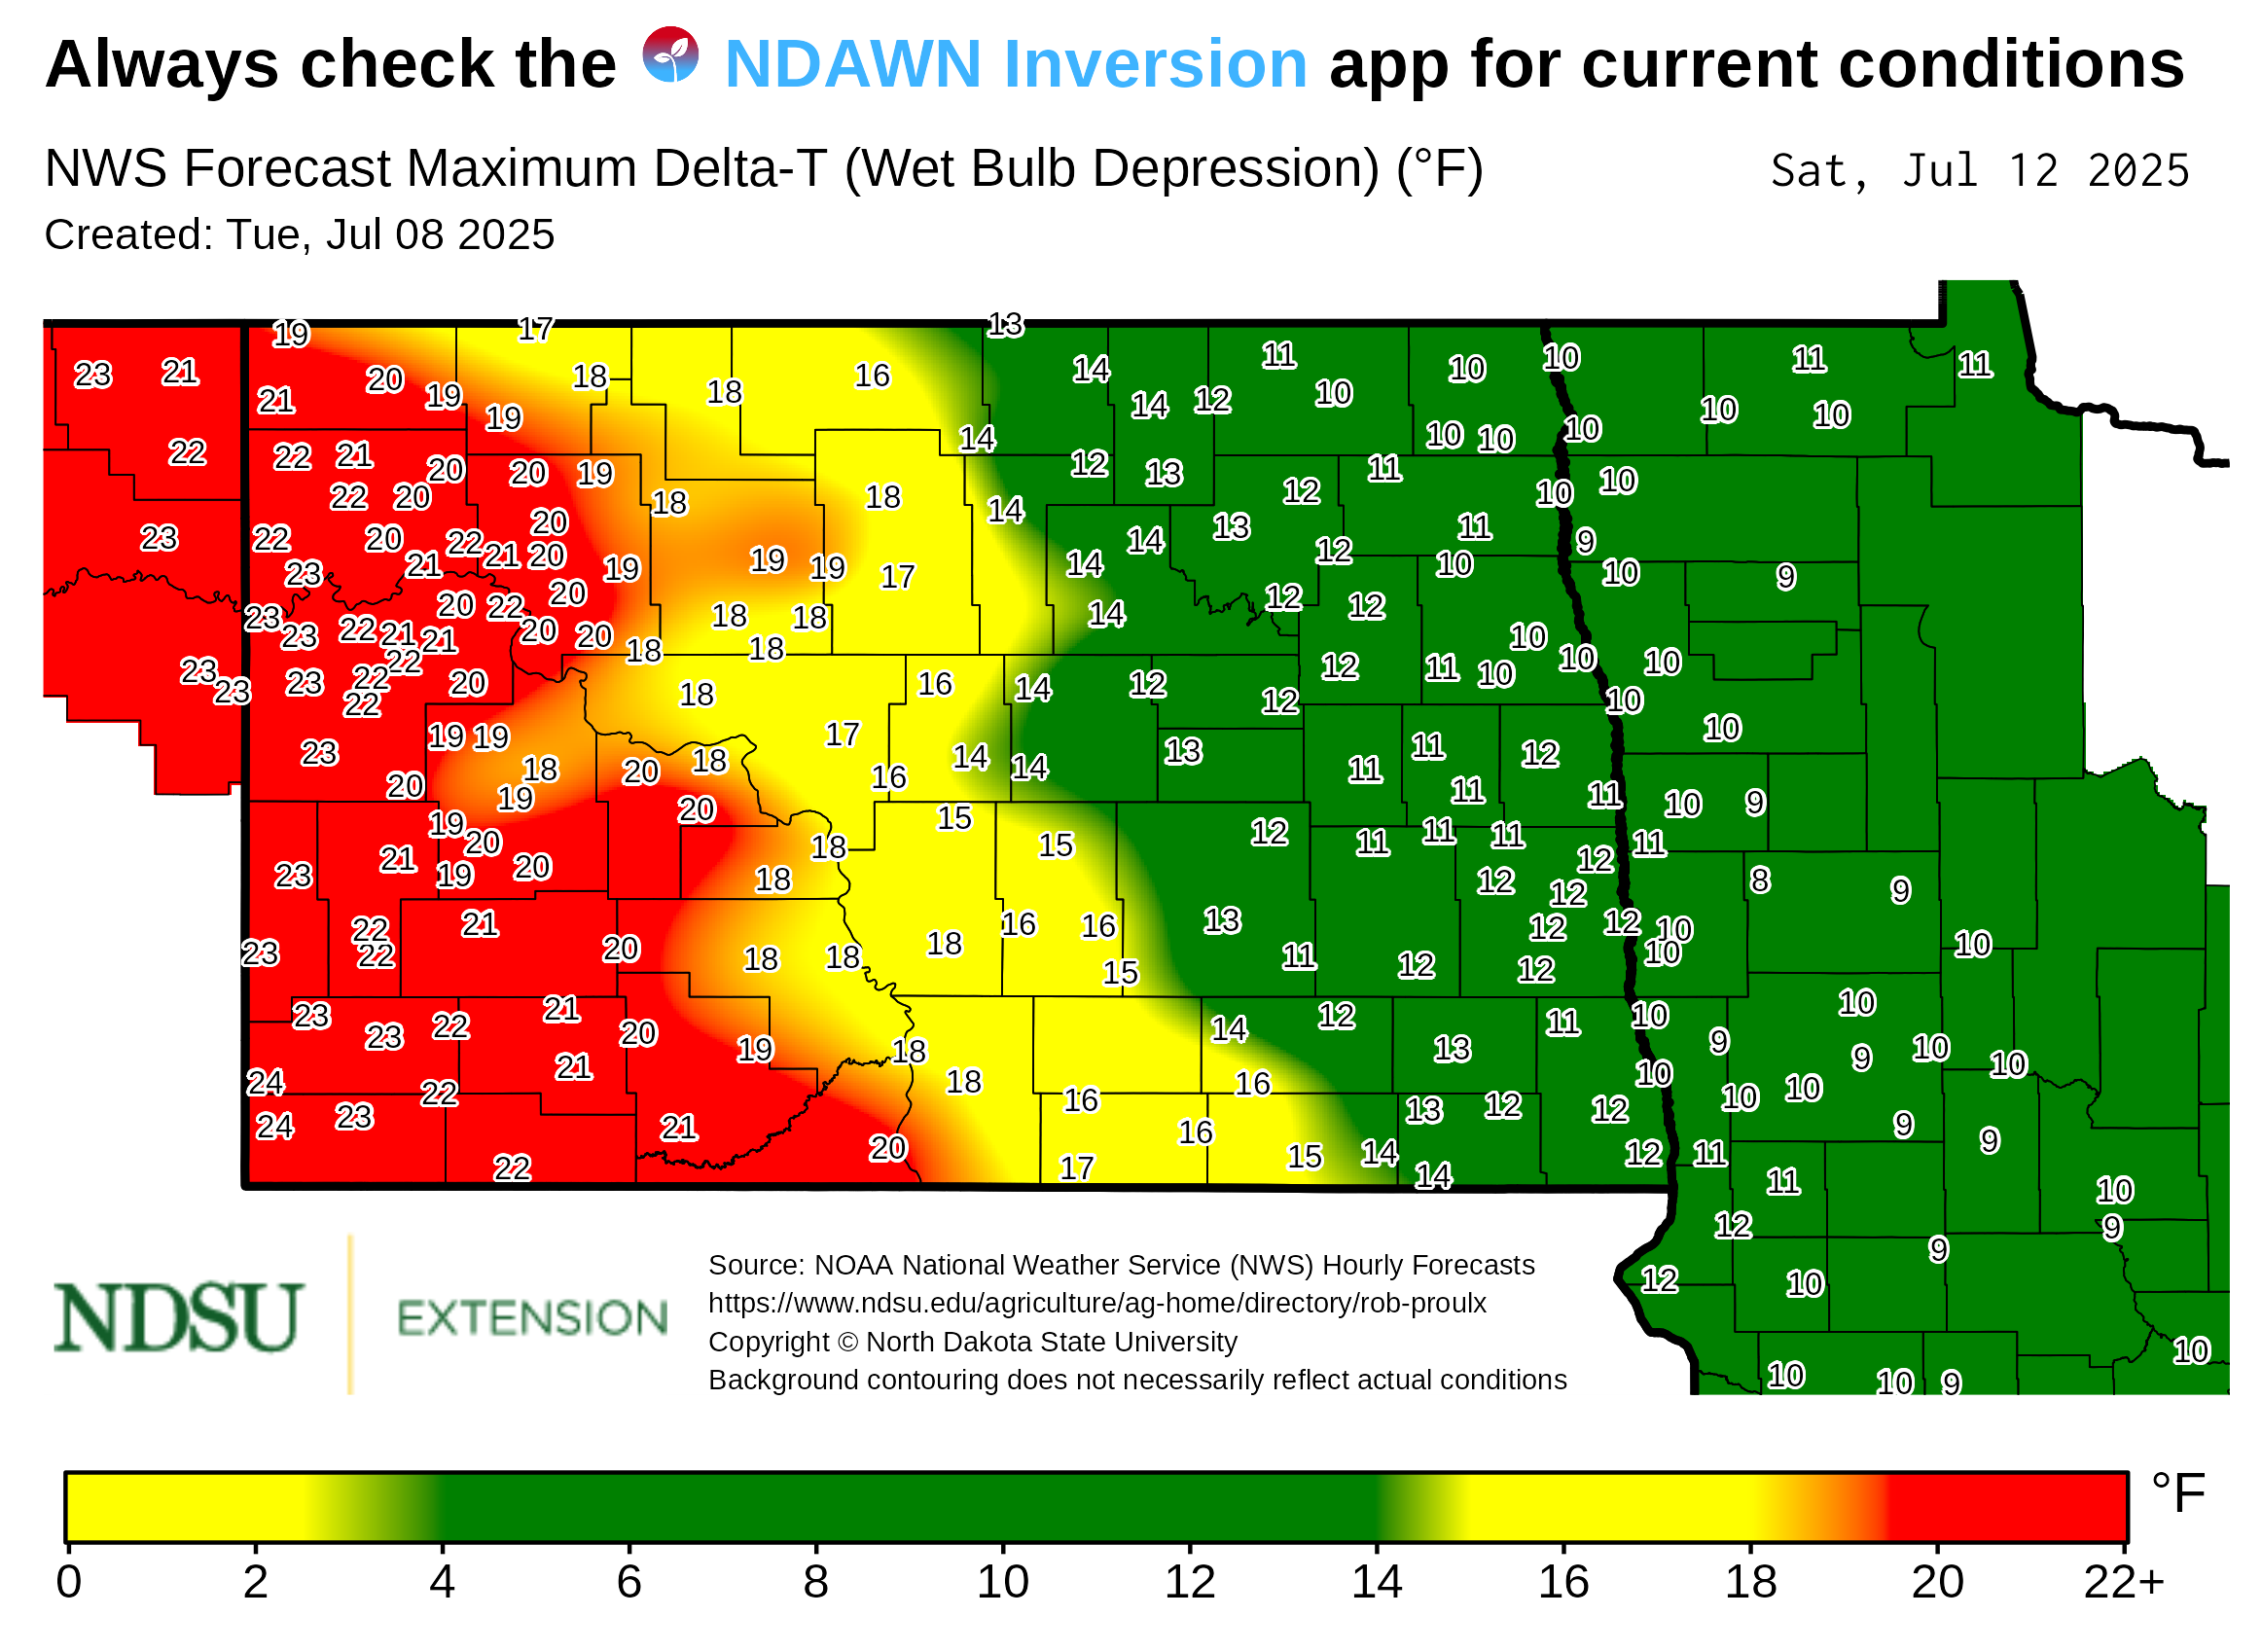 Always check the NDAWN Inversion app for current conditions
NWS Forecast Maximum Delta-T (Wet Bulb Depression) (°F) Sat, Jul 12 2025
Created: Tue, Jul 08 2025
19 17 13
23 21 20 19 18 18 16 14 11 10 10 11 11
21 19 14 12 10 10 10
22 22 21 20 20 19 14 12 13 11 10 10 10 10
22 20 18 18 14 12 10 10
23 22 20 22 21 20 20 19 19 17 14 14 13 12 11 10 9 10 9
23 21 20 22 20 18 18 14 12 12
23 23 22 21 21 20 20 18 18 12 10 10 10
23 23 23 22 22 22 20 18 16 14 12 12 11 10 10
23 19 19 18 18 17 14 14 13 11 11 12 10
20 19 20 20 16 15 11 11 10 9
19 20 20 18 15 12 11 11 11 12 11
23 21 19 18 12 12 8 9
23 22 22 21 20 18 18 18 16 16 13 12 12 10 10
15 11 12 12 10
23 23 22 21 20 19 18 14 12 13 11 10 9 10
24 22 21 18 16 16 10 10 10 9 10 10
24 23 21 20 16 15 14 13 12 12 12 11 9 9
22 17 14 11 10
12 9
12 10 9
10 10 9 10
NDSU EXTENSION
Source: NOAA National Weather Service (NWS) Hourly Forecasts
https://www.ndsu.edu/agriculture/ag-home/directory/rob-proulx
Copyright © North Dakota State University
Background contouring does not necessarily reflect actual conditions
°F
0 2 4 6 8 10 12 14 16 18 20 22+